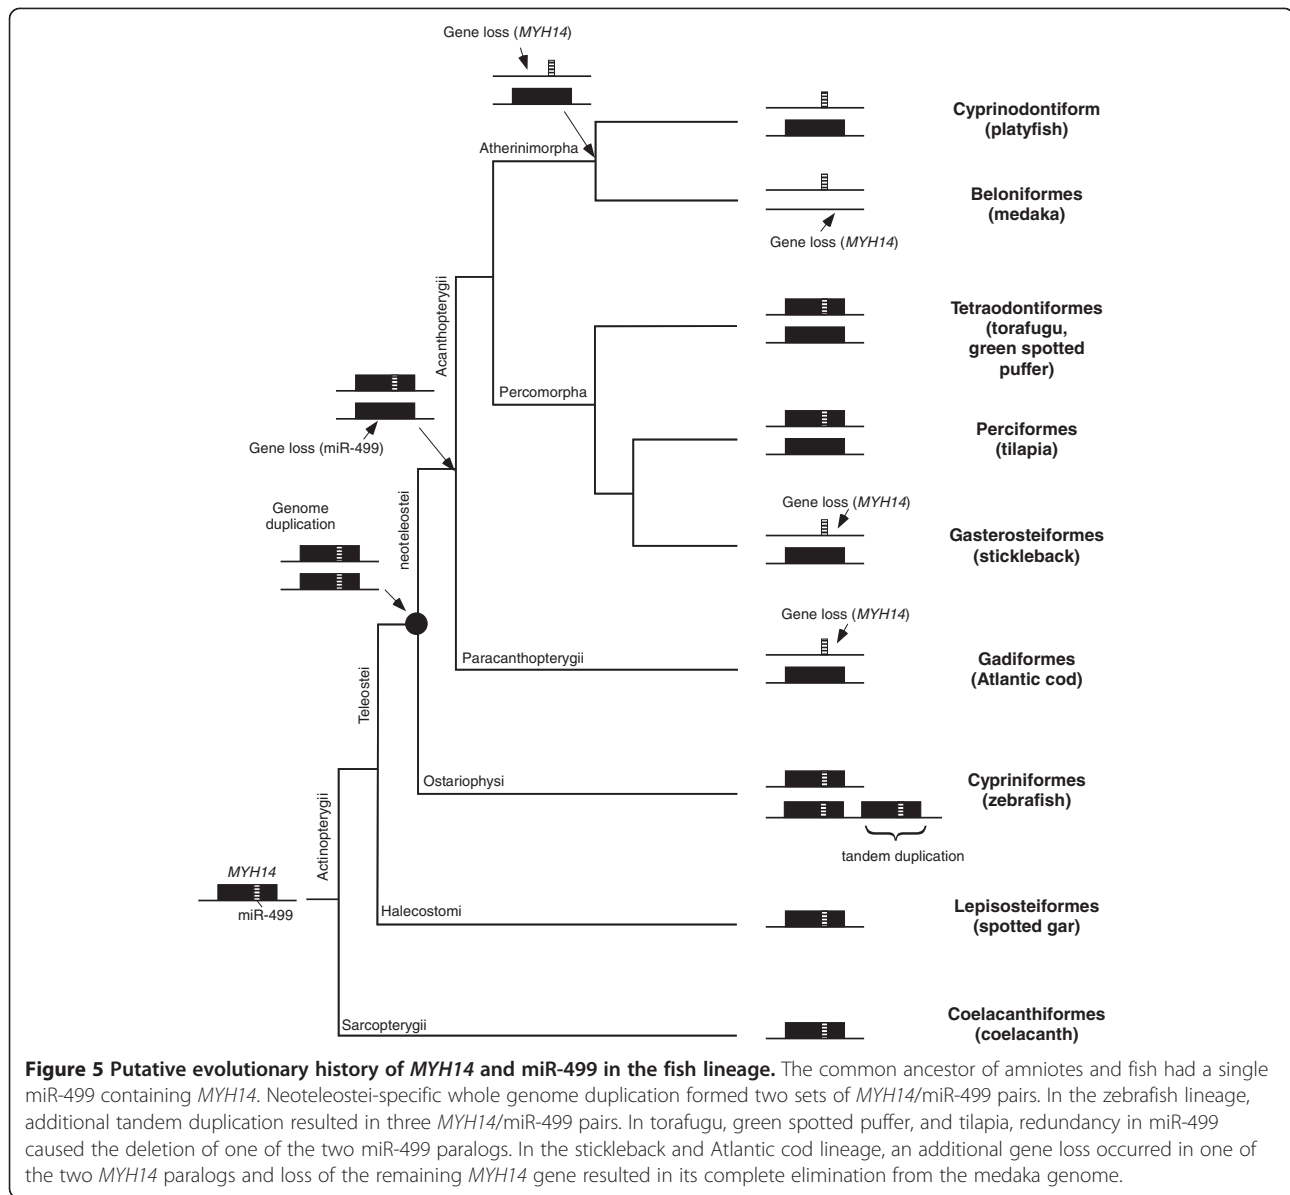 Gene loss (MYH14)
Cyprinodontiform
(platyfish)
Atherinimorpha
Beloniformes
(medaka)
Gene loss (MYH14)
Acanthopterygii
Tetraodontiformes
(torafugu,
green spotted
puffer)
Percomorpha
Perciformes
(tilapia)
Gene loss (miR-499)
neoteleostei
Genome
duplication
Gene loss (MYH14)
Gasterosteiformes
(stickleback)
Gene loss (MYH14)
Paracanthopterygii
Gadiformes
(Atlantic cod)
Teleostei
Ostariophysi
Cypriniformes
(zebrafish)
tandem duplication
Actinopterygii
MYH14
miR-499
Halecostomi
Lepisosteiformes
(spotted gar)
Sarcopterygii
Coelacanthiformes
(coelacanth)
Figure 5 Putative evolutionary history of MYH14 and miR-499 in the fish lineage. The common ancestor of amniotes and fish had a single
miR-499 containing MYH14. Neoteleostei-specific whole genome duplication formed two sets of MYH14/miR-499 pairs. In the zebrafish lineage,
additional tandem duplication resulted in three MYH14/miR-499 pairs. In torafugu, green spotted puffer, and tilapia, redundancy in miR-499
caused the deletion of one of the two miR-499 paralogs. In the stickleback and Atlantic cod lineage, an additional gene loss occurred in one of
the two MYH14 paralogs and loss of the remaining MYH14 gene resulted in its complete elimination from the medaka genome.